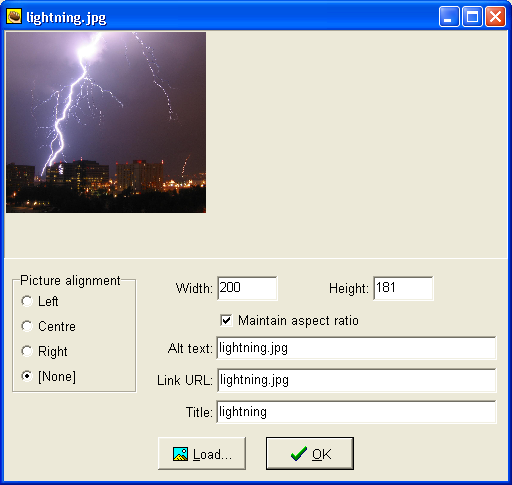 lightning.jpg
Picture alignment
Left
Centre
Right
[None]
Width: 200 Height: 181
Maintain aspect ratio
Alt text: lightning.jpg
Link URL: lightning.jpg
Title: lightning
Load... OK